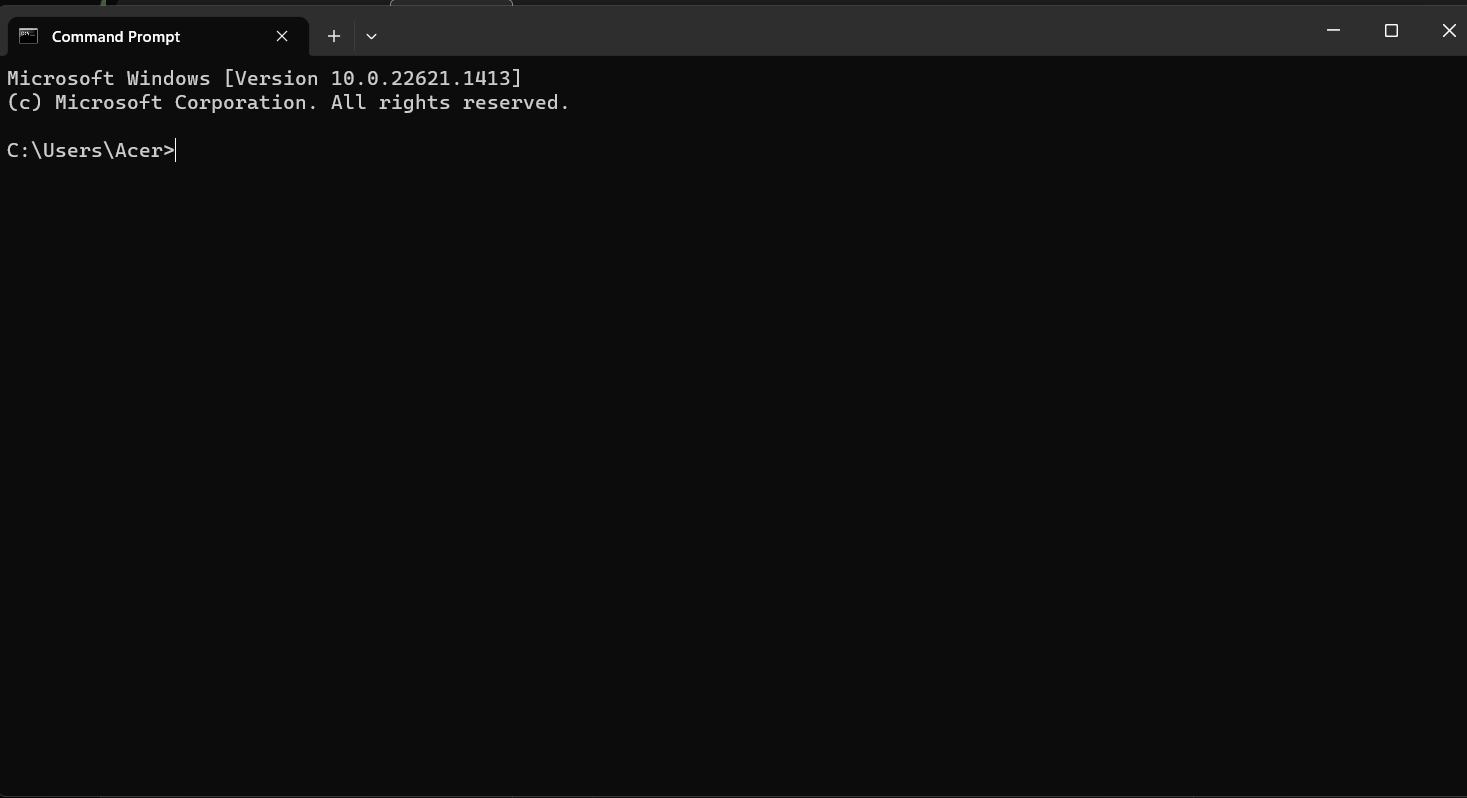 Command Prompt
Microsoft Windows [Version 10.0.22621.1413]
(c) Microsoft Corporation. All rights reserved.
C:\Users\Acer>